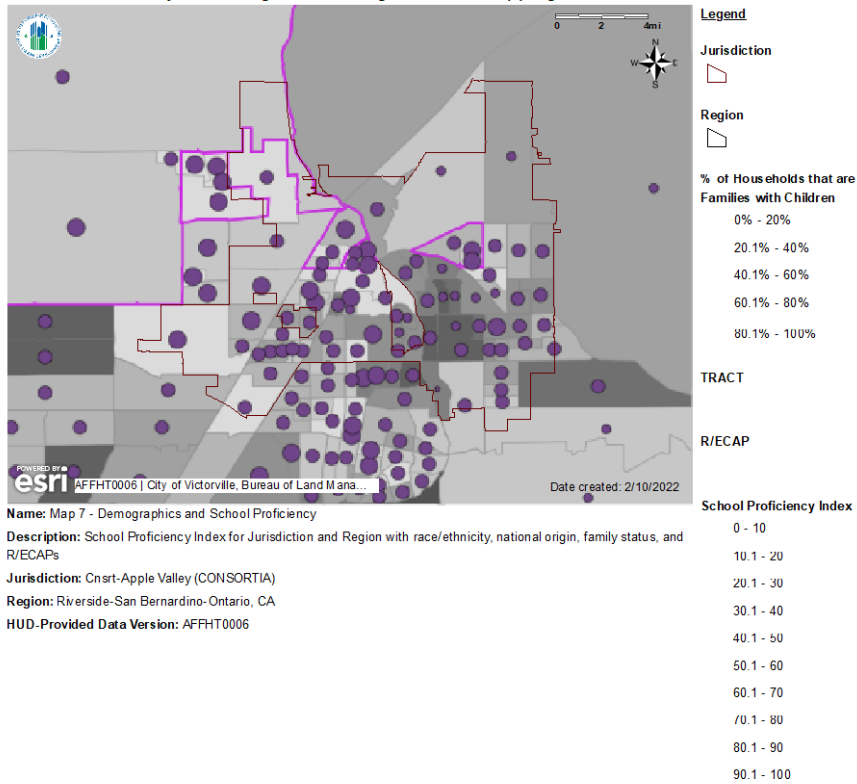 0 2 4mi
N
W E
S
POWERED BY
esri
AFFHT0006 | City of Victorville, Bureau of Land Mana...
Date created: 2/10/2022
Name: Map 7 - Demographics and School Proficiency
Description: School Proficiency Index for Jurisdiction and Region with race/ethnicity, national origin, family status, and
R/ECAPs
Jurisdiction: Cnsrt-Apple Valley (CONSORTIA)
Region: Riverside-San Bernardino-Ontario, CA
HUD-Provided Data Version: AFFHT0006
Legend
Jurisdiction
Region
% of Households that are
Families with Children
0% - 20%
20.1% - 40%
40.1% - 60%
60.1% - 80%
80.1% - 100%
TRACT
R/ECAP
School Proficiency Index
0 - 10
10.1 - 20
20.1 - 30
30.1 - 40
40.1 - 50
50.1 - 60
60.1 - 70
70.1 - 80
80.1 - 90
90.1 - 100